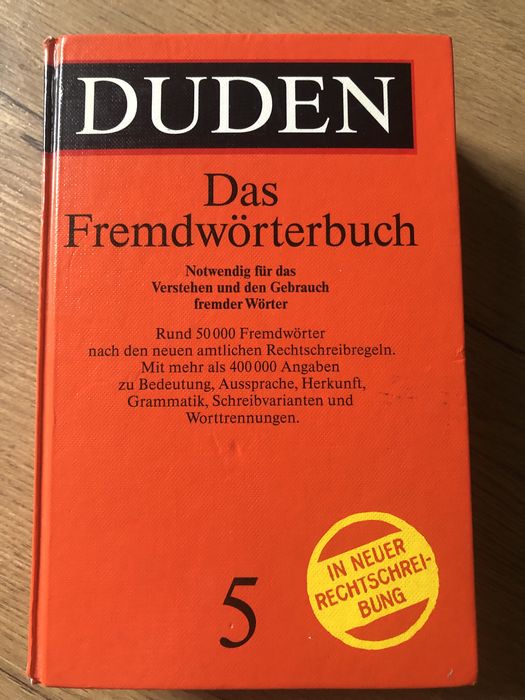 DUDEN
Das
Fremdwörterbuch
Notwendig für das
Verstehen und den Gebrauch
fremder Wörter
Rund 50 000 Fremdwörter
nach den neuen amtlichen Rechtschreibregeln.
Mit mehr als 400 000 Angaben
zu Bedeutung, Aussprache, Herkunft,
Grammatik, Schreibvarianten und
Worttrennungen.
IN NEUER
RECHTSCHREI-
BUNG
5